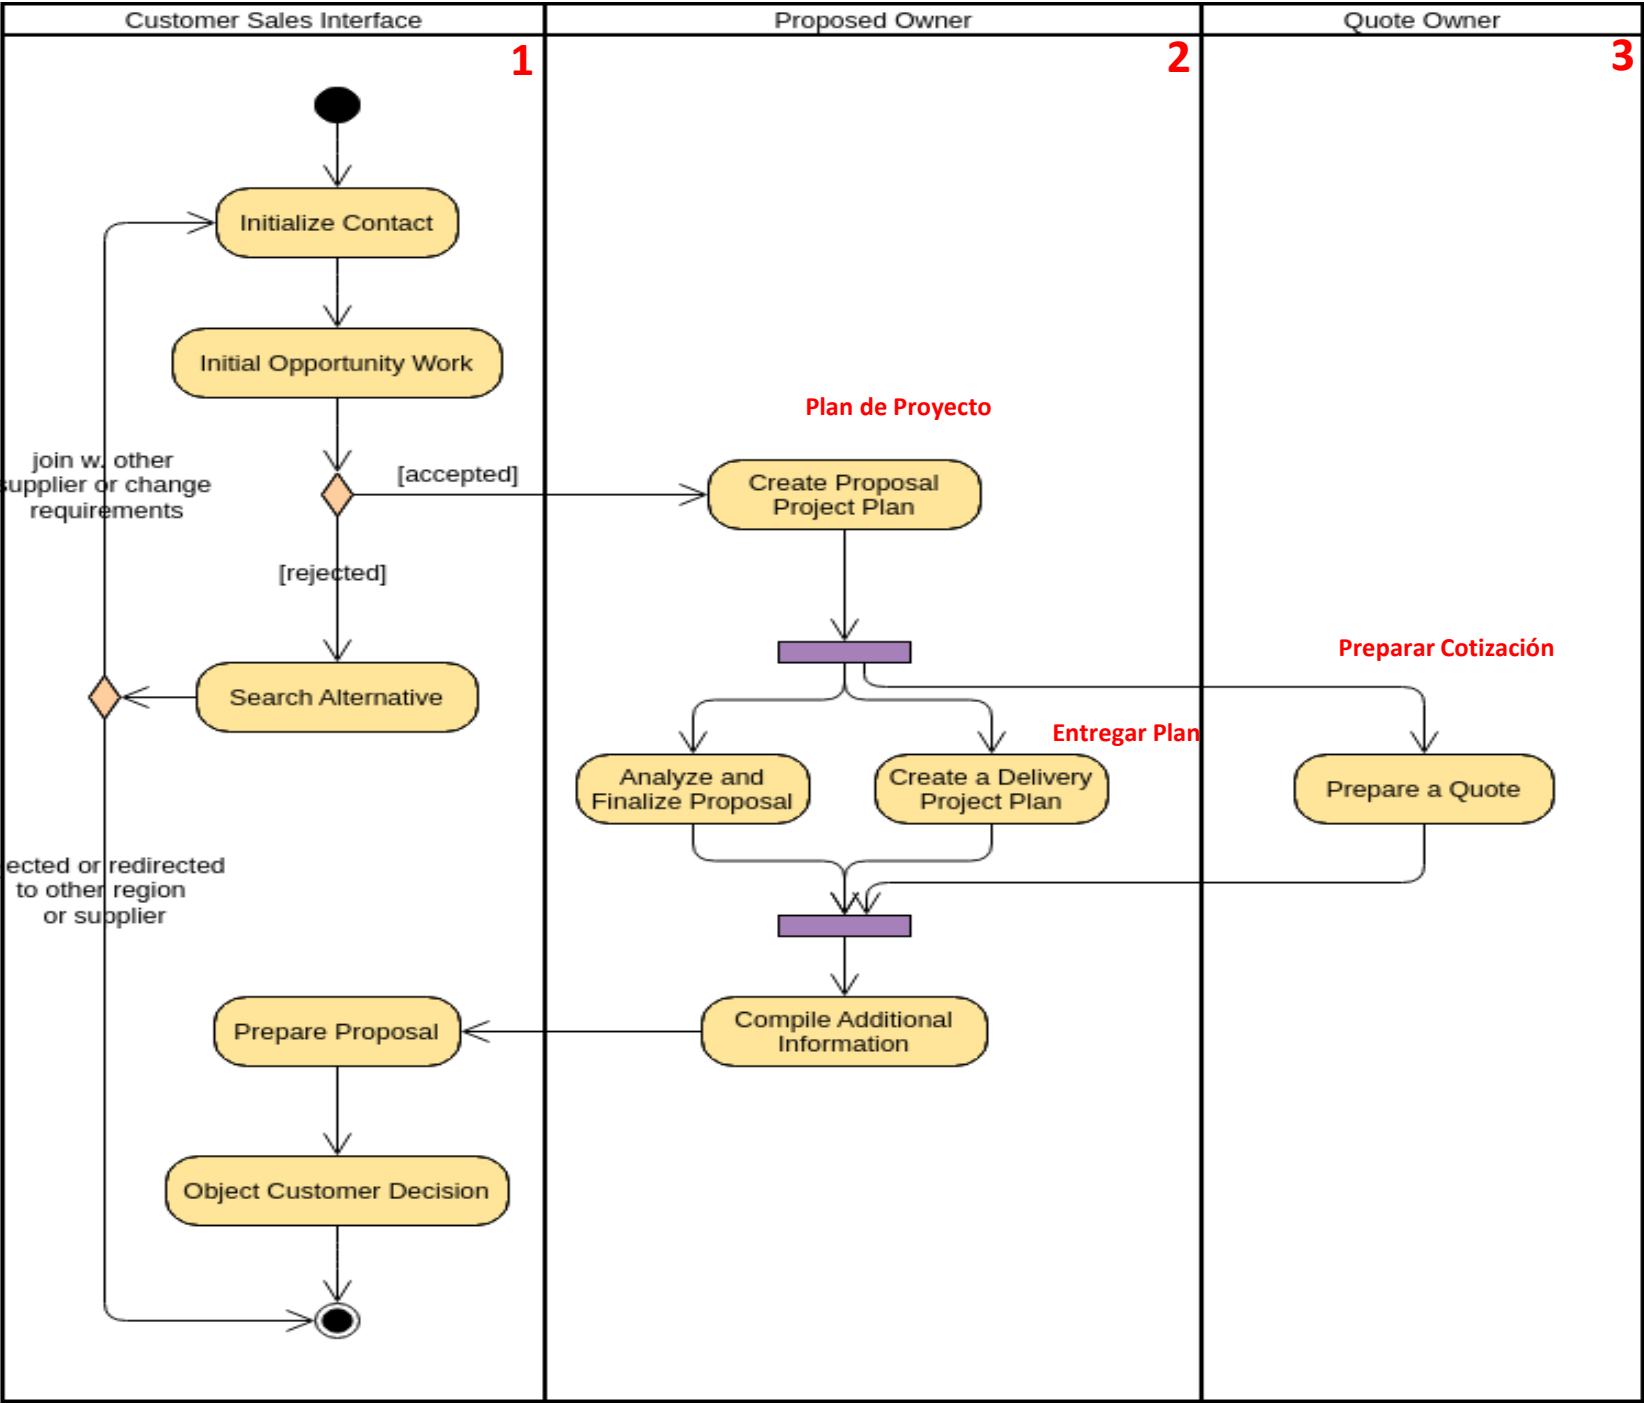 Customer Sales Interface
Proposed Owner
Quote Owner
1
2
3
Initialize Contact
Initial Opportunity Work
join w. other
supplier or change
requirements
[accepted]
[rejected]
Plan de Proyecto
Create Proposal
Project Plan
Search Alternative
Preparar Cotización
Entregar Plan
Analyze and
Finalize Proposal
Create a Delivery
Project Plan
Prepare a Quote
ected or redirected
to other region
or supplier
Prepare Proposal
Compile Additional
Information
Object Customer Decision